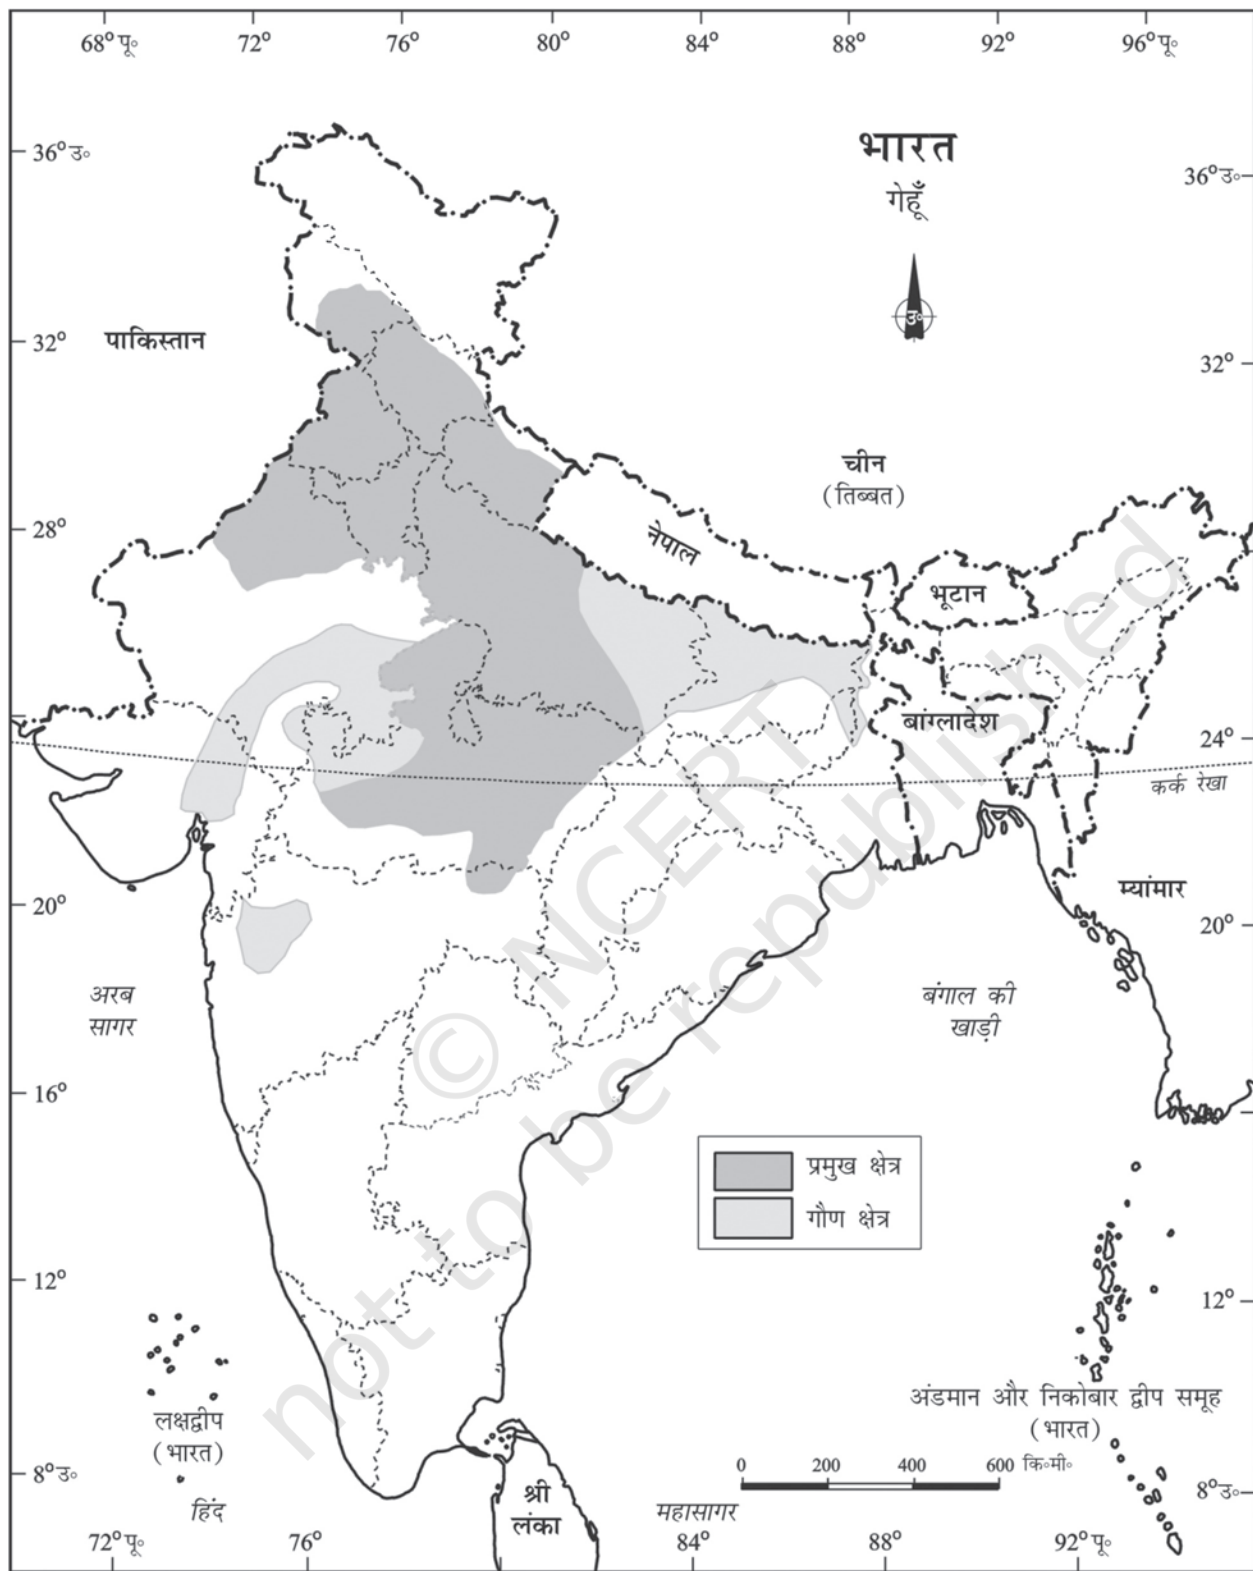 68°पू॰ 72° 76° 80° 84° 88° 92° 96°पू॰
भारत
गेहूँ
36°उ॰
36°उ॰
उ॰
पाकिस्तान
32°
32°
चीन
(तिब्बत)
28°
नेपाल
भूटान
बांग्लादेश
24°
कर्क रेखा
म्यांमार
20°
20°
अरब
सागर
बंगाल की
खाड़ी
© NCERT
not to be republished
16°
प्रमुख क्षेत्र
गौण क्षेत्र
12°
12°
लक्षद्वीप
(भारत)
अंडमान और निकोबार द्वीप समूह
(भारत)
0 200 400 600 कि॰मी॰
8°उ॰
8°उ॰
श्री
लंका
हिंद
महासागर
72°पू॰ 76° 84° 88° 92°पू॰